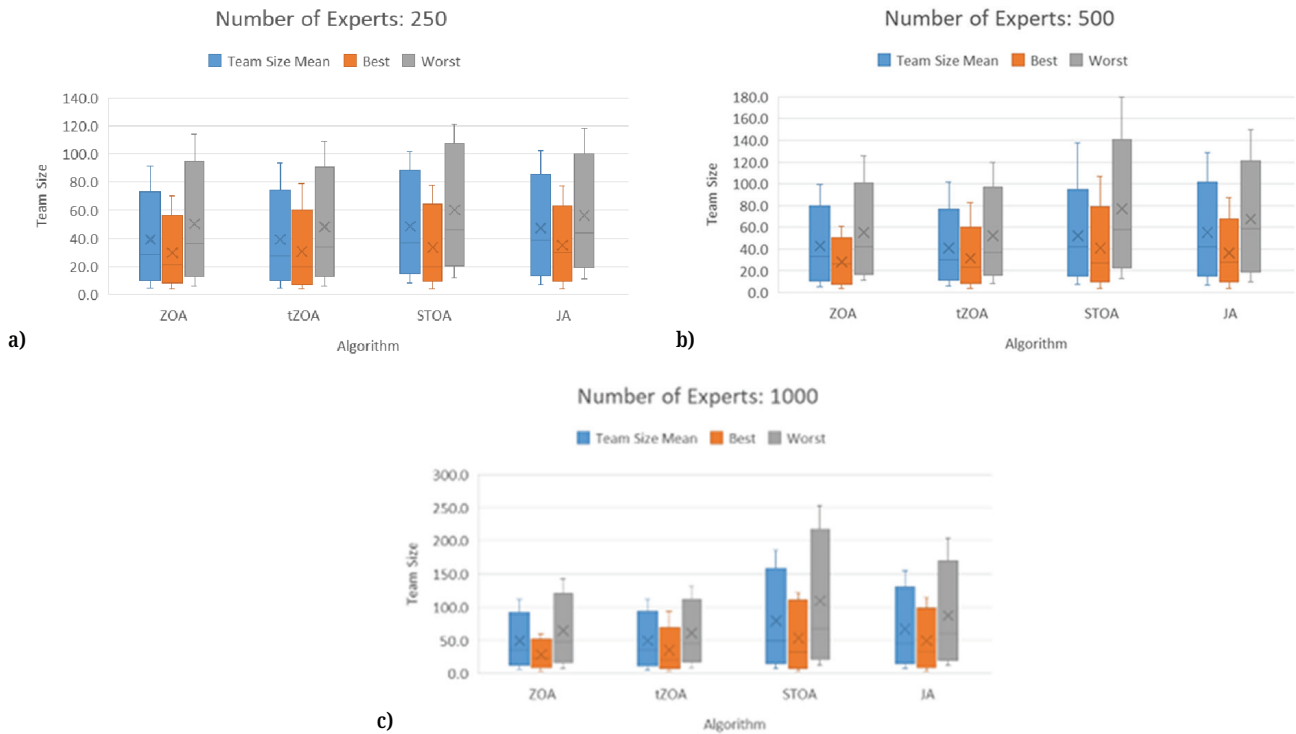 Number of Experts: 250
Team Size Mean Best Worst
140.0
120.0
100.0
80.0
60.0
40.0
20.0
0.0
Team Size
ZOA tZOA STOA JA
Algorithm
a)
Number of Experts: 500
Team Size Mean Best Worst
180.0
160.0
140.0
120.0
100.0
80.0
60.0
40.0
20.0
0.0
Team Size
ZOA tZOA STOA JA
Algorithm
b)
Number of Experts: 1000
Team Size Mean Best Worst
300.0
250.0
200.0
150.0
100.0
50.0
0.0
Team Size
ZOA tZOA STOA JA
Algorithm
c)